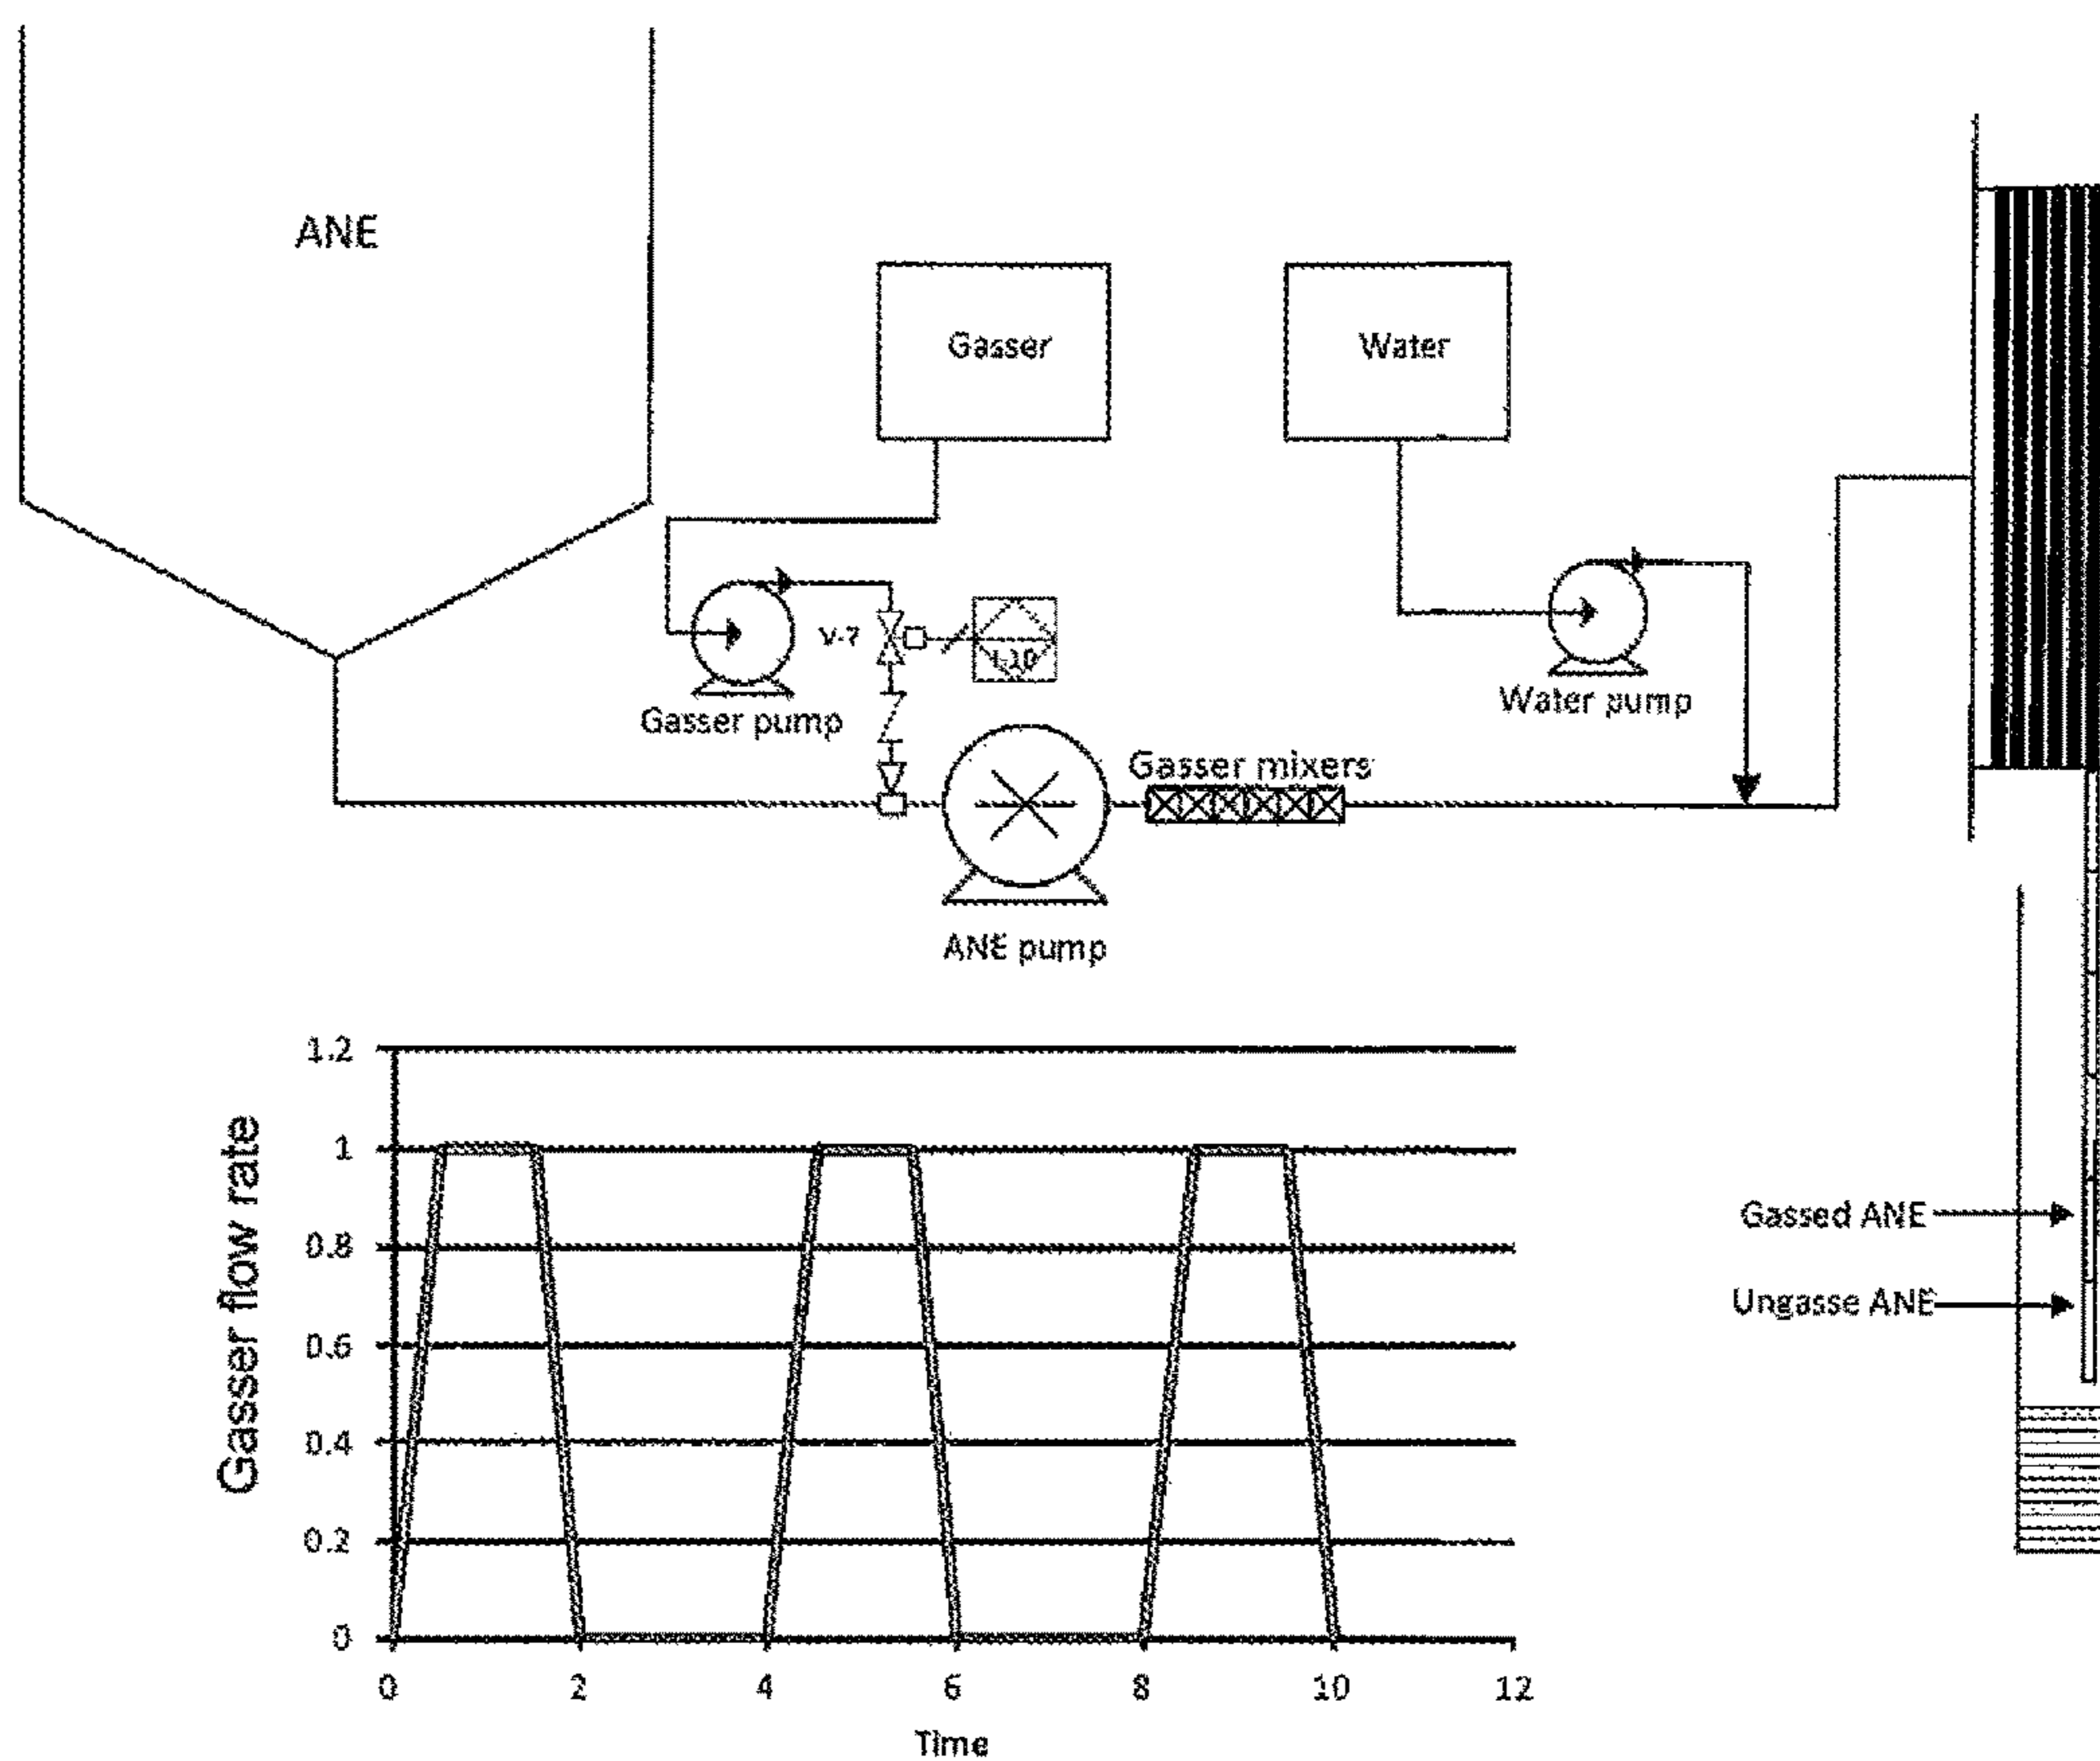 ANE
Gasser
Water
V-7
I-10
Gasser pump
Water pump
Gasser mixers
ANE pump
1.2
1
0.8
0.6
0.4
0.2
0
Gasser flow rate
0 2 4 6 8 10 12
Time
Gassed ANE
Ungasse ANE